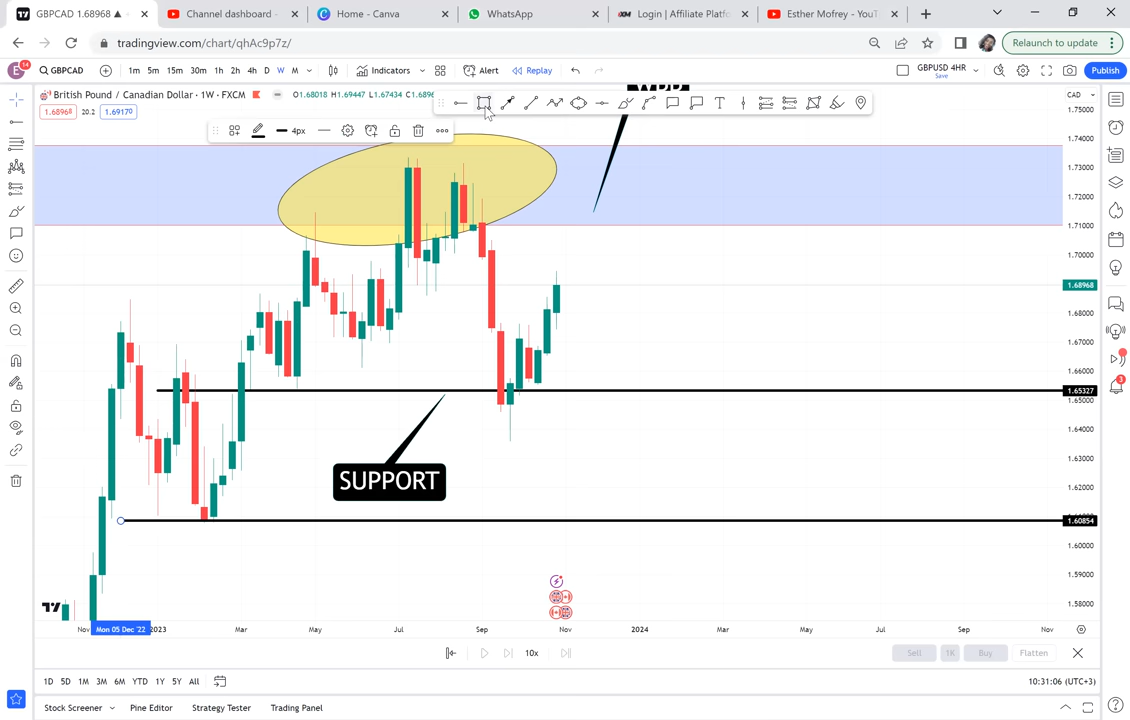 GBPCAD 1.68968 ▲
Channel dashboard
Home - Canva
WhatsApp
Login | Affiliate Platf
Esther Mofrey - YouT
tradingview.com/chart/qhAc9p7z/
Relaunch to update
E 14
GBPCAD
1m 5m 15m 30m 1h 2h 4h D W M
Indicators
Alert
Replay
GBPUSD 4HR
Save
Publish
British Pound / Canadian Dollar · 1W · FXCM
O1.68018 H1.69447 L1.67434
1.68968 20.2 1.69170
4px
CAD
1.75000
1.74000
1.73000
1.72000
1.71000
1.70000
1.68968
1.68000
1.67000
1.66000
1.65327
1.65000
1.64000
1.63000
1.62000
1.60854
1.60000
1.59000
1.58000
SUPPORT
Nov Mon 05 Dec '22 2023 Mar May Jul Sep Nov 2024 Mar May Jul Sep Nov
10x
Sell 1K Buy Flatten
1D 5D 1M 3M 6M YTD 1Y 5Y All
10:31:06 (UTC+3)
Stock Screener
Pine Editor
Strategy Tester
Trading Panel
3